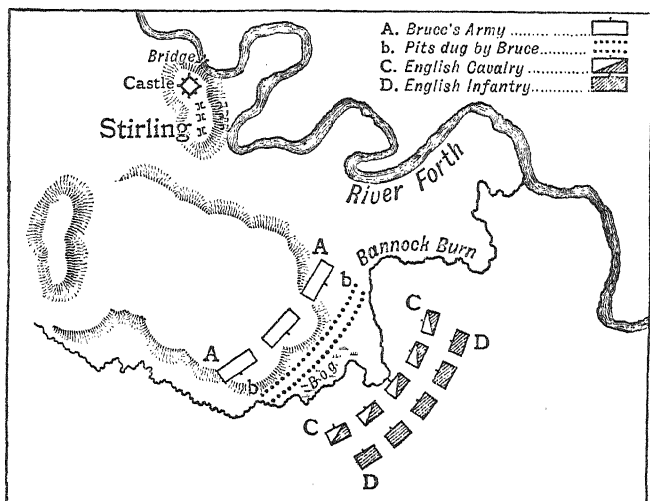 A. Bruce's Army
b. Pits dug by Bruce
C. English Cavalry
D. English Infantry
Bridge
Castle
Stirling
River Forth
Bannock Burn
A
b
A
b
Bog
C
D
C
D